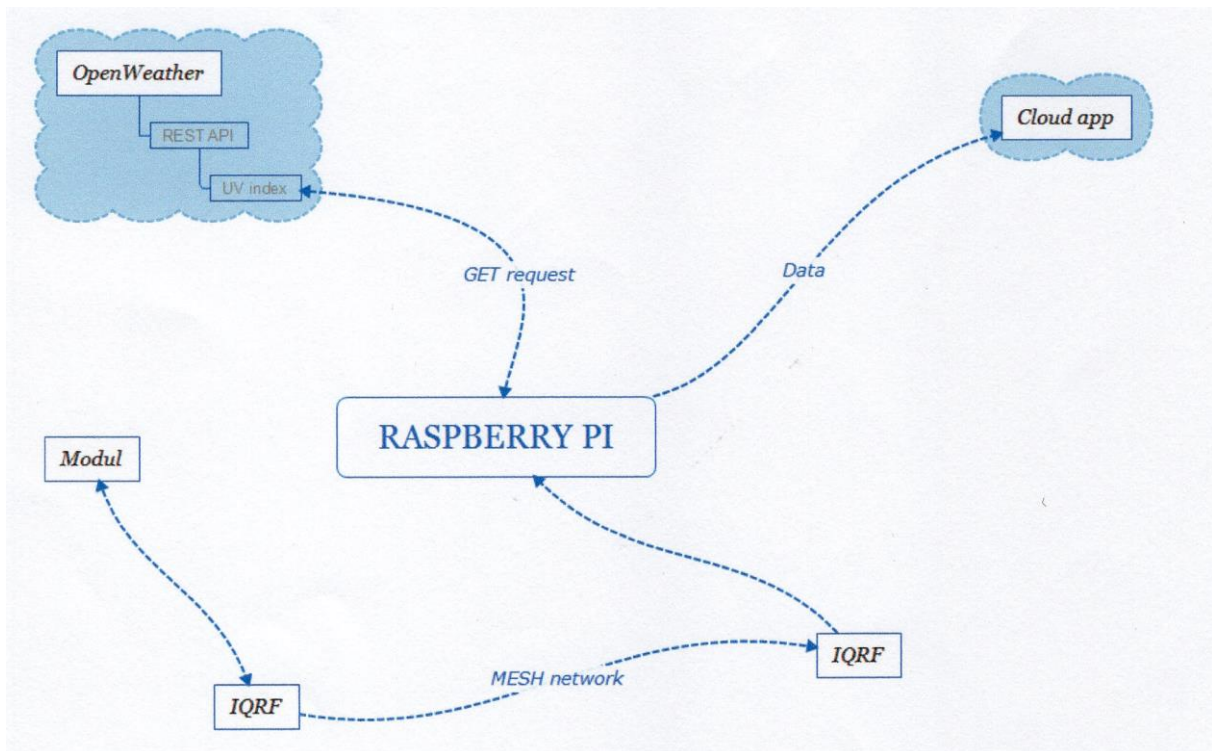 OpenWeather
REST API
UV index
Cloud app
GET request
Data
RASPBERRY PI
Modul
IQRF
MESH network
IQRF